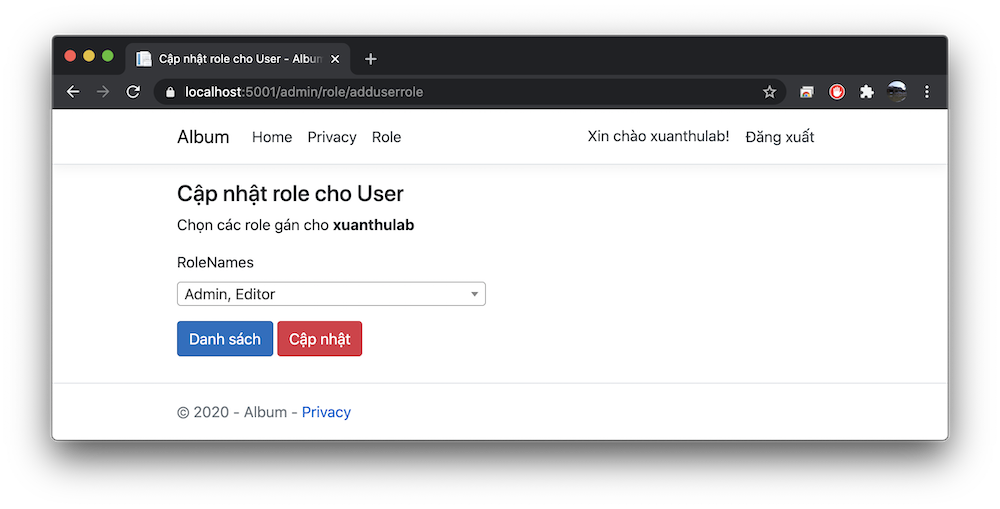 Cập nhật role cho User - Albun
localhost:5001/admin/role/adduserrole
Album Home Privacy Role Xin chào xuanthulab! Đăng xuất
Cập nhật role cho User
Chọn các role gán cho xuanthulab
RoleNames
Admin, Editor
Danh sách Cập nhật
© 2020 - Album - Privacy